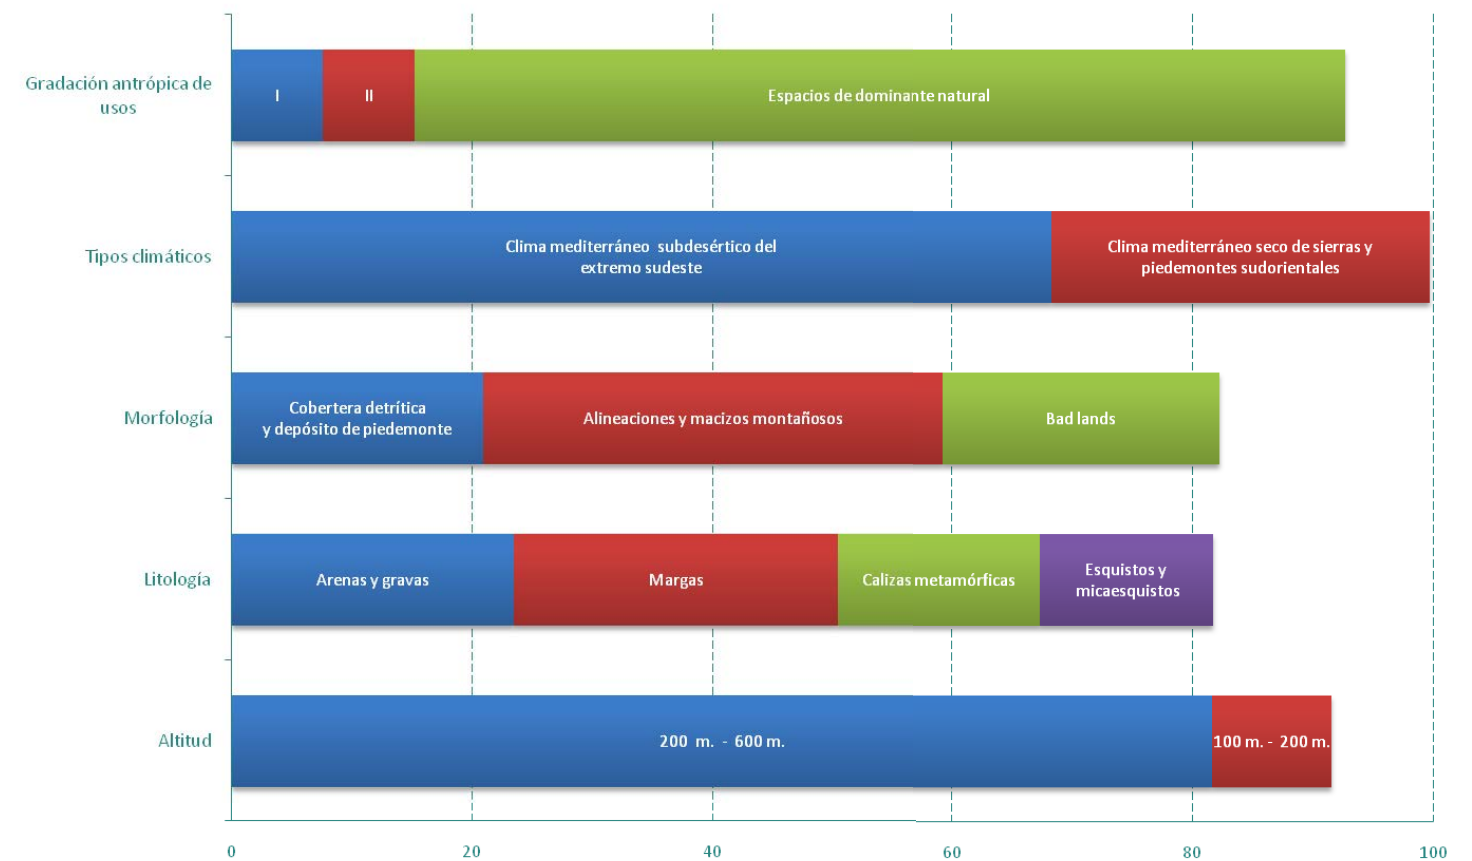 Gradación antrópica de
usos
I
II
Espacios de dominante natural
Tipos climáticos
Clima mediterráneo subdesértico del
extremo sudeste
Clima mediterráneo seco de sierras y
piedemontes sudorientales
Morfología
Cobertera detrítica
y depósito de piedemonte
Alineaciones y macizos montañosos
Bad lands
Litología
Arenas y gravas
Margas
Calizas metamórficas
Esquistos y
micaesquistos
Altitud
200 m. - 600 m.
100 m. - 200 m.
0 20 40 60 80 100